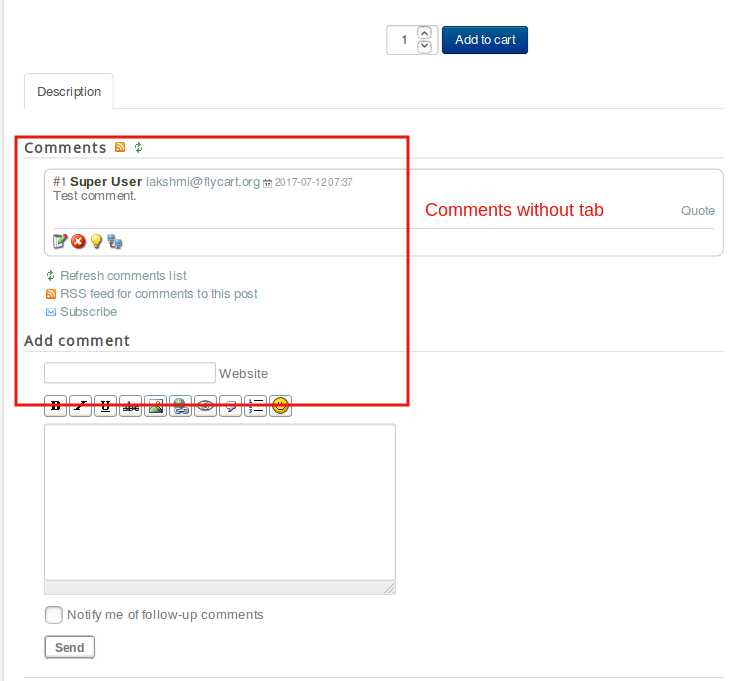 1
Add to cart
Description
Comments
#1 Super User lakshmi@flycart.org 2017-07-12 07:37
Test comment.
Comments without tab
Quote
Refresh comments list
RSS feed for comments to this post
Subscribe
Add comment
Website
B I U abc
Notify me of follow-up comments
Send